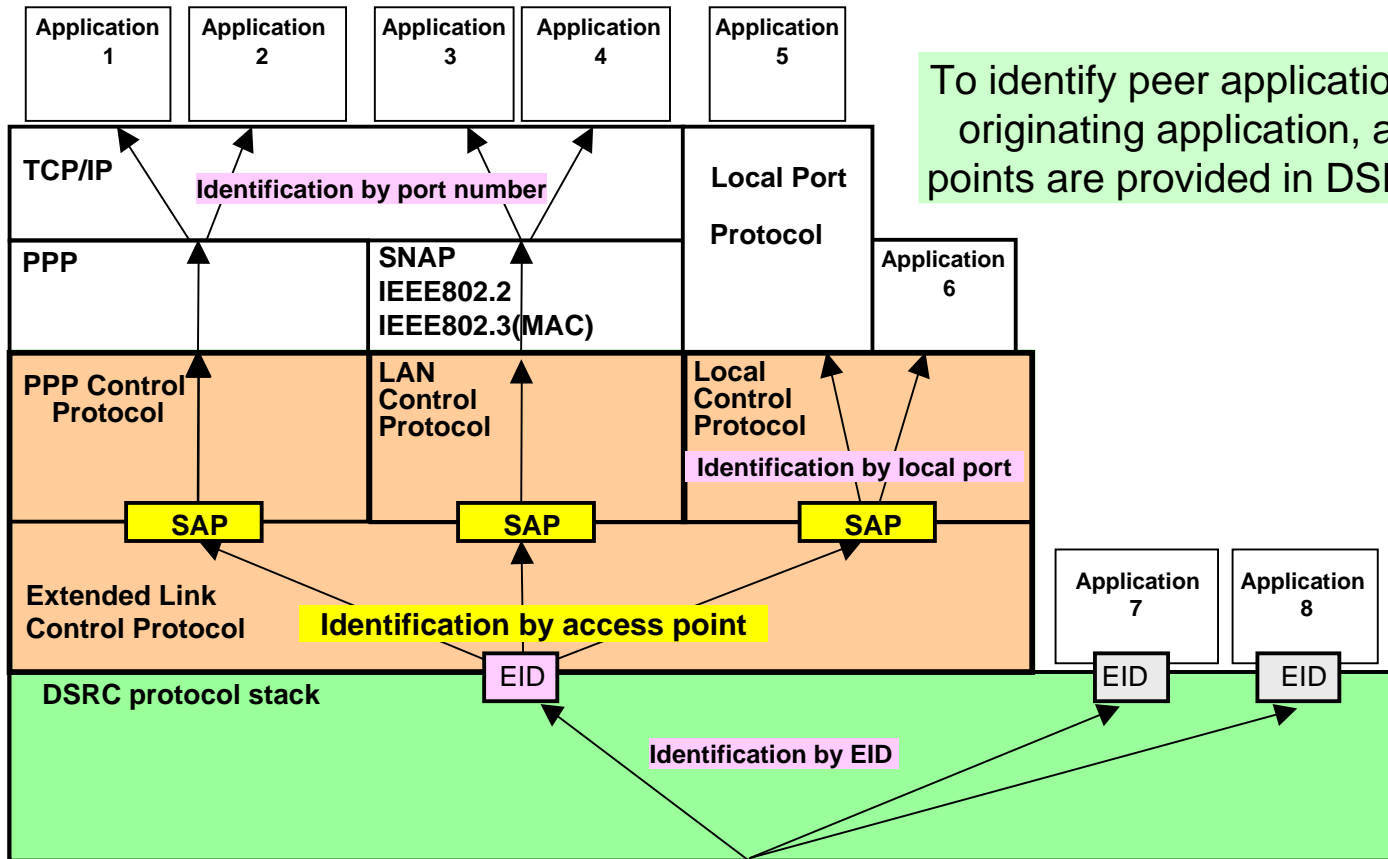 Application
1
Application
2
Application
3
Application
4
Application
5
To identify peer application
originating application, a
points are provided in
TCP/IP
Identification by port number
Local Port
Protocol
PPP
SNAP
IEEE802.2
IEEE802.3(MAC)
Application
6
PPP Control
Protocol
LAN
Control
Protocol
Local
Control
Protocol
Identification by local port
SAP
SAP
SAP
Extended Link
Control Protocol
Identification by access point
Application
7
Application
8
EID
EID
EID
DSRC protocol stack
Identification by EID